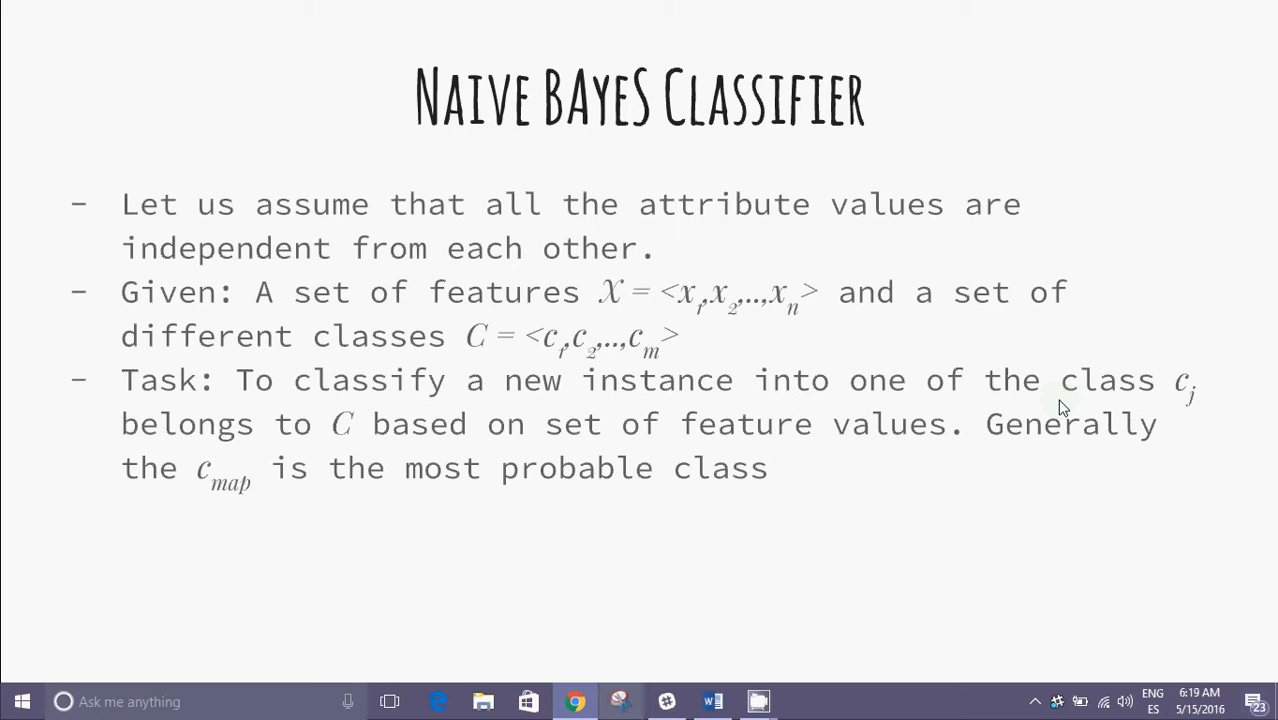 NAIVE BAYES CLASSIFIER
- Let us assume that all the attribute values are
independent from each other.
- Given: A set of features X = <x₁,x₂,...,xₙ> and a set of
different classes C = <c₁,c₂,...,cₘ>
- Task: To classify a new instance into one of the class cⱼ
belongs to C based on set of feature values. Generally
the c_map is the most probable class
Ask me anything
ENG 6:19 AM
ES 5/15/2016
23